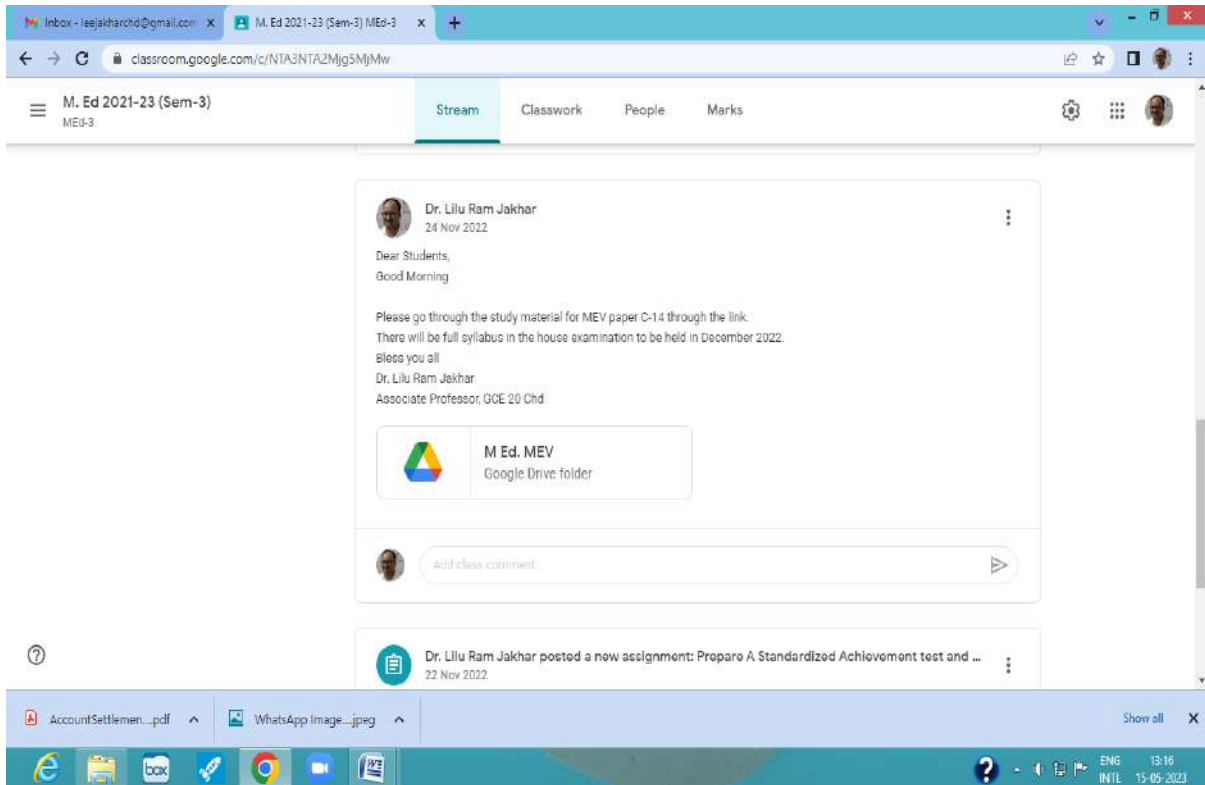 Inbox - leejakharchd@gmail.com
M. Ed 2021-23 (Sem-3) MEd-3
classroom.google.com/c/NTA3NTA2Mjg5MjMw
M. Ed 2021-23 (Sem-3)
MEd-3
Stream
Classwork
People
Marks
Dr. Lilu Ram Jakhar
24 Nov 2022
Dear Students,
Good Morning
Please go through the study material for MEV paper C-14 through the link.
There will be full syllabus in the house examination to be held in December 2022.
Bless you all
Dr. Lilu Ram Jakhar
Associate Professor, GCE 20 Chd
M Ed. MEV
Google Drive folder
Add class comment.
Dr. Lilu Ram Jakhar posted a new assignment: Prepare A Standardized Achievement test and ...
22 Nov 2022
AccountSettlemen....pdf
WhatsApp Image...jpeg
Show all
box
ENG 13:16
INTL 15-05-2023